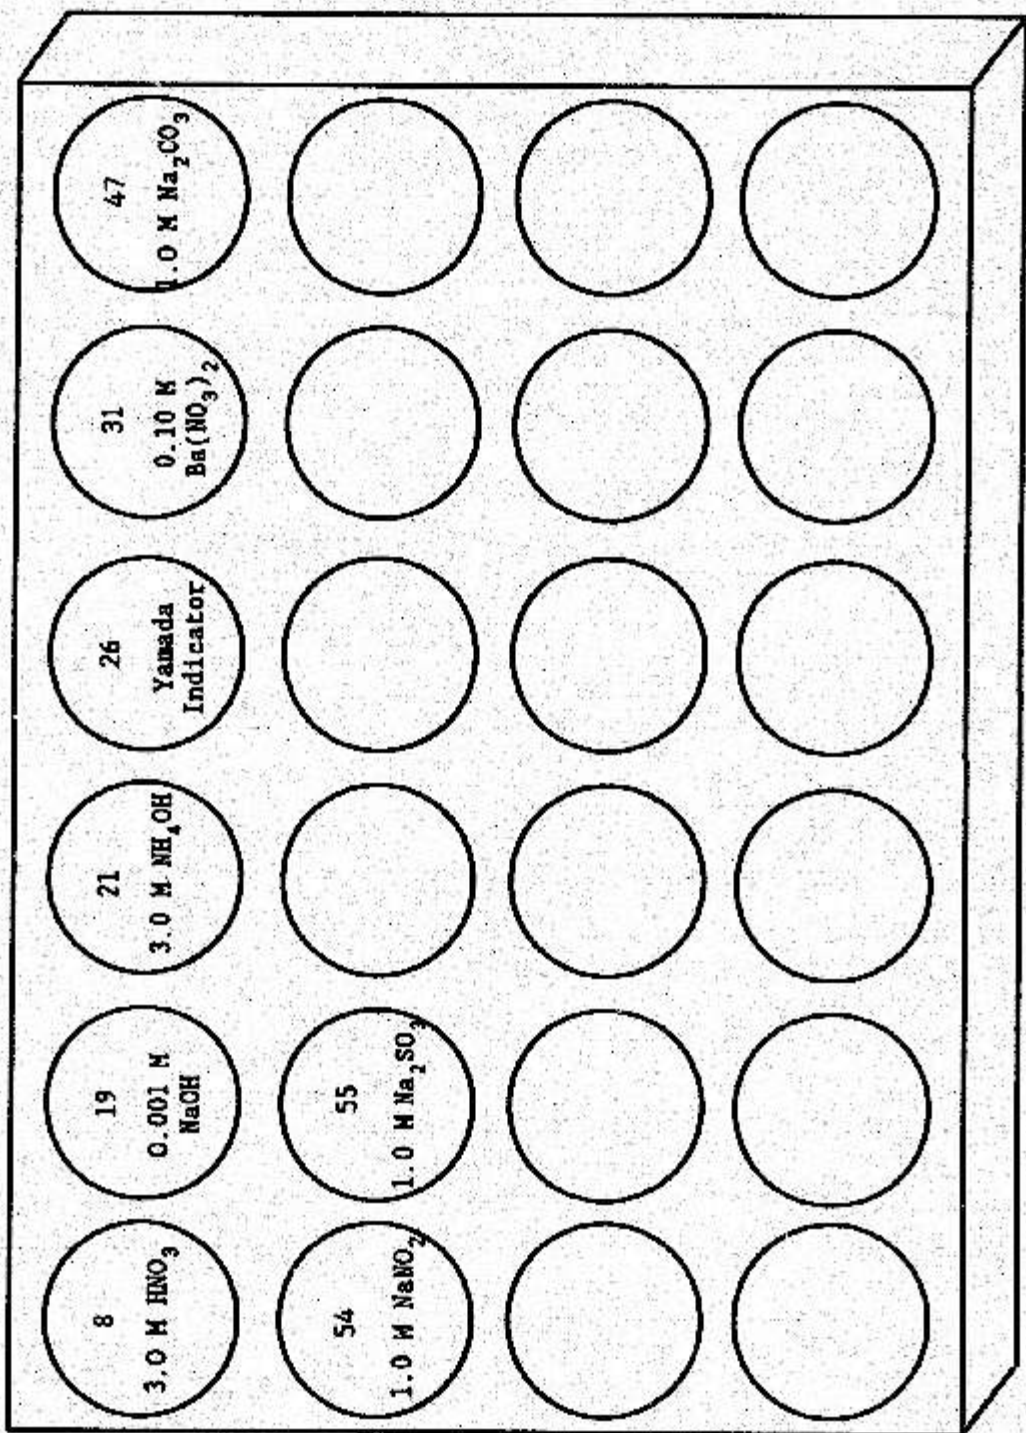 8
3.0 M HNO₃
19
0.001 M
NaOH
21
3.0 M NH₄OH
26
Yamada
Indicator
31
0.10 M
Ba(NO₃)₂
47
1.0 M Na₂CO₃
54
1.0 M NaNO₂
55
1.0 M Na₂SO₃